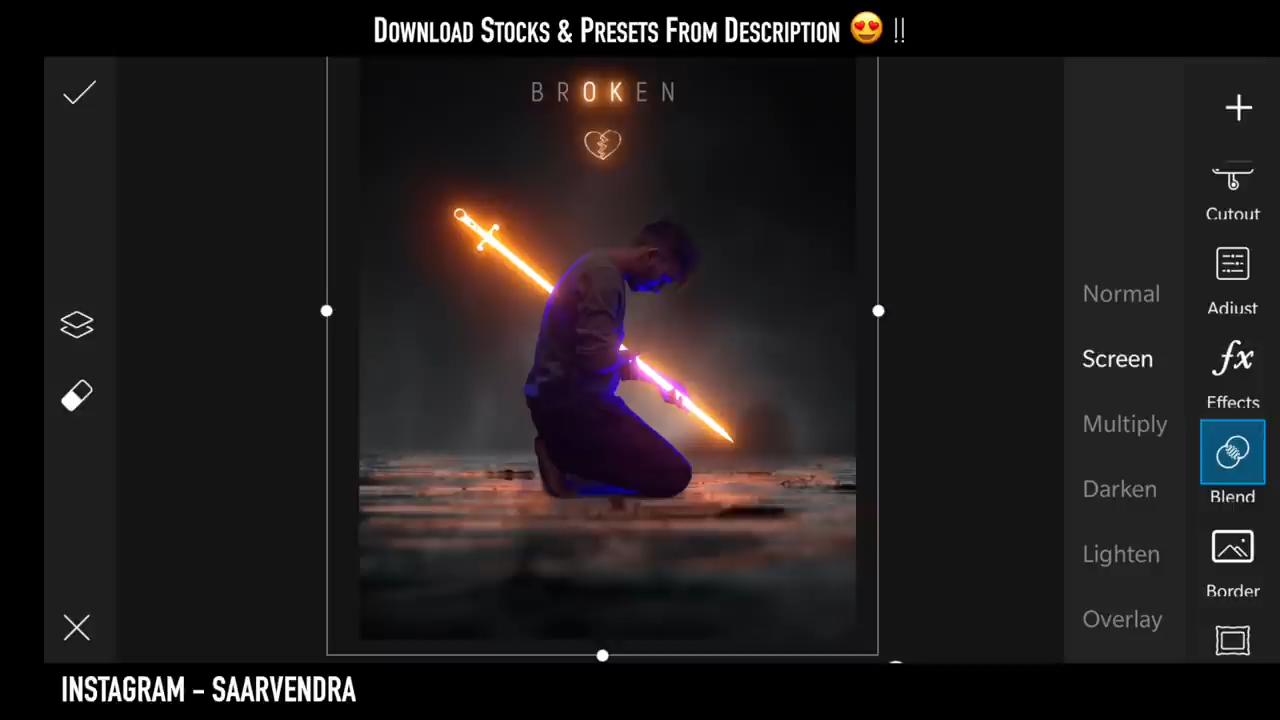 DOWNLOAD STOCKS & PRESETS FROM DESCRIPTION 😍 !!
BROKEN
Cutout
Adjust
Normal
Screen
fx
Effects
Multiply
Darken
Blend
Lighten
Border
Overlay
INSTAGRAM - SAARVENDRA